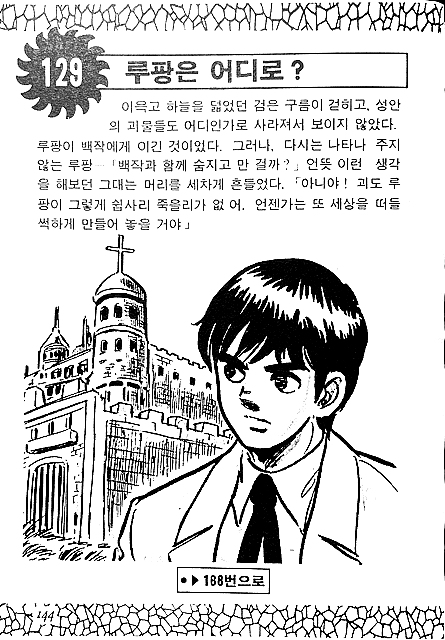 129
루팡은 어디로?
이윽고 하늘을 덮었던 검은 구름이 걷히고, 성안
의 괴물들도 어디인가로 사라져서 보이지 않았다.
루팡이 백작에게 이긴 것이었다. 그러나, 다시는 나타나 주지
않는 루팡—「백작과 함께 숨지고 만 걸까?」 언뜻 이런 생각
을 해보던 그대는 머리를 세차게 흔들었다. 「아니야! 괴도 루
팡이 그렇게 쉽사리 죽을리가 없어. 언젠가는 또 세상을 떠들
썩하게 만들어 놓을 거야」
●▶188번으로
144